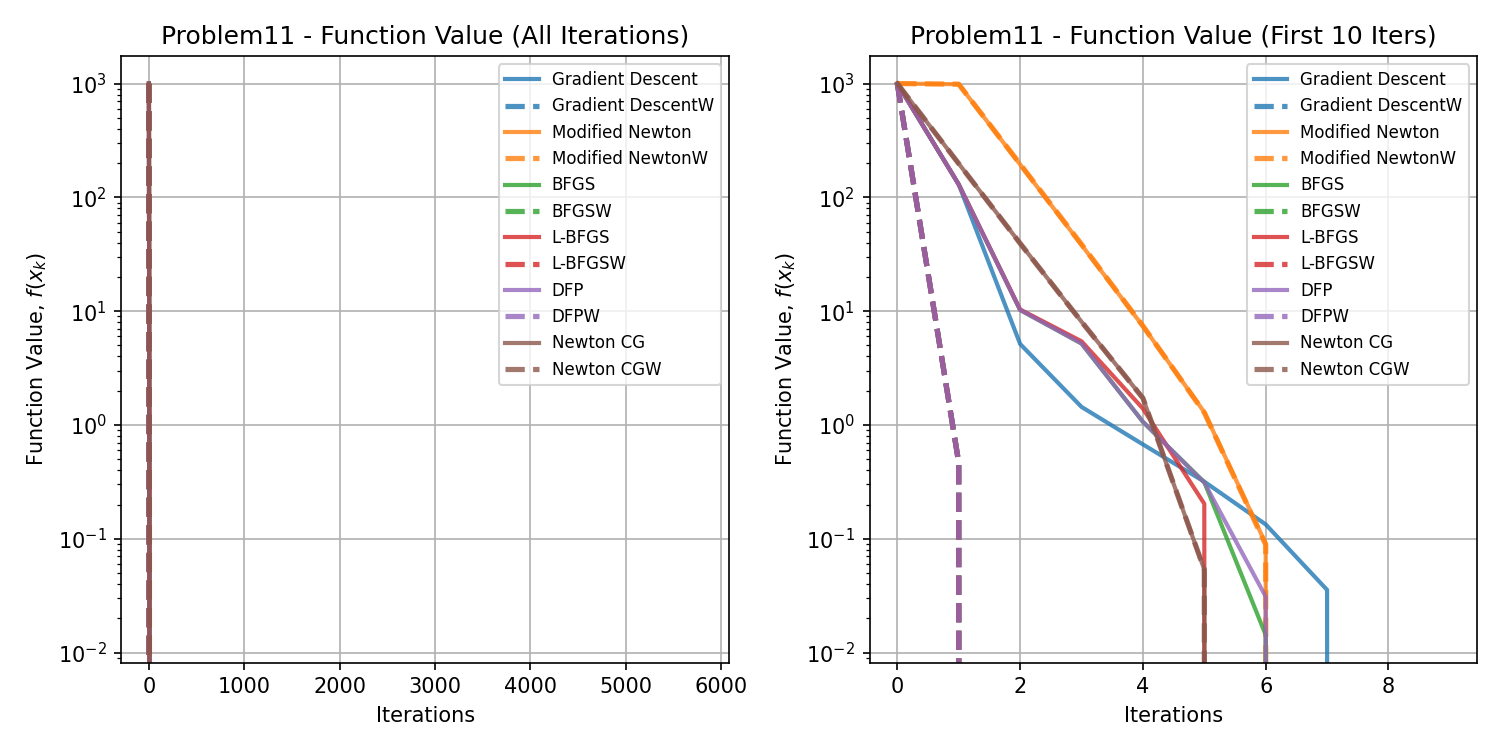 Problem11 - Function Value (All Iterations)
Function Value, f(x_k)
10^3
10^2
10^1
10^0
10^−1
10^−2
0 1000 2000 3000 4000 5000 6000
Iterations
Gradient Descent
Gradient DescentW
Modified Newton
Modified NewtonW
BFGS
BFGSW
L-BFGS
L-BFGSW
DFP
DFPW
Newton CG
Newton CGW
Problem11 - Function Value (First 10 Iters)
Function Value, f(x_k)
10^3
10^2
10^1
10^0
10^−1
10^−2
0 2 4 6 8
Iterations
Gradient Descent
Gradient DescentW
Modified Newton
Modified NewtonW
BFGS
BFGSW
L-BFGS
L-BFGSW
DFP
DFPW
Newton CG
Newton CGW